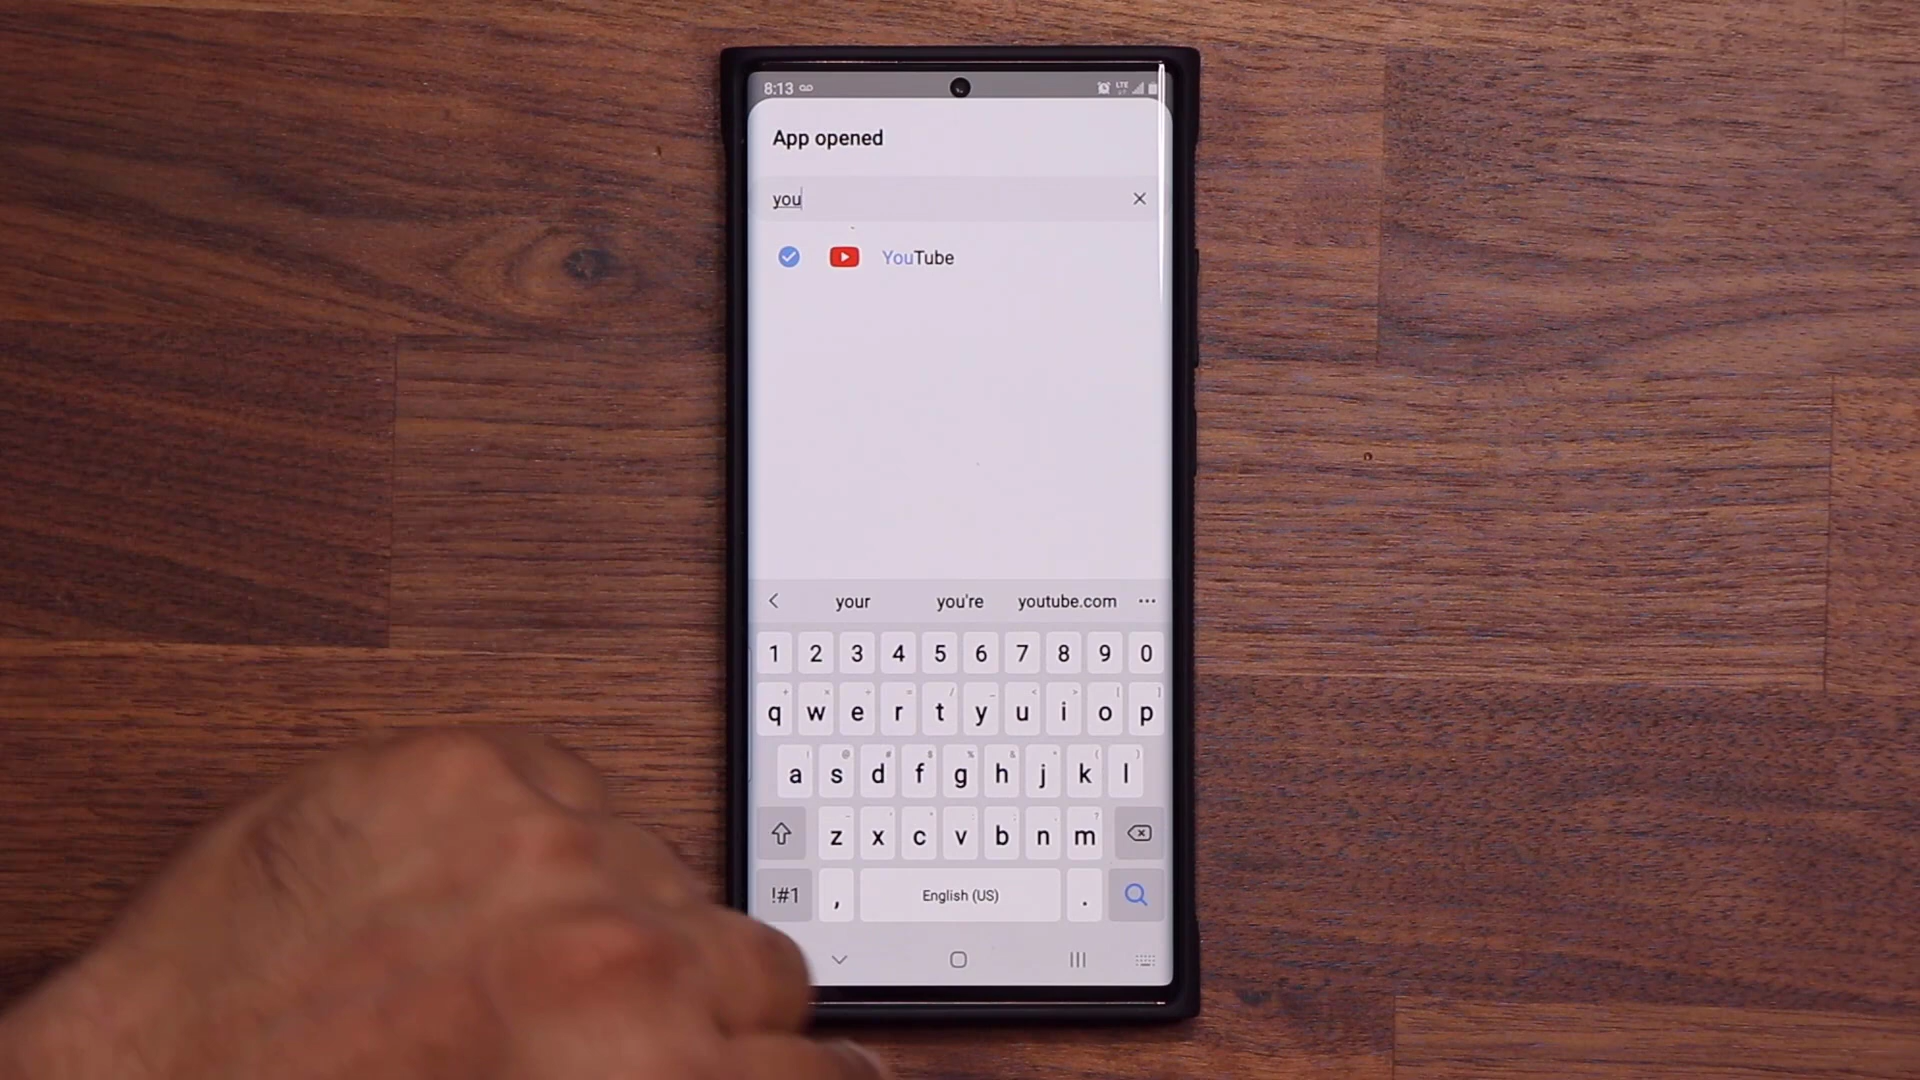 8:13 LTE
App opened
you
YouTube
your you're youtube.com
1 2 3 4 5 6 7 8 9 0
q w e r t y u i o p
a s d f g h j k l
z x c v b n m
!#1 , English (US) .